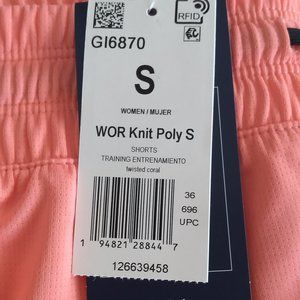 RFID
GI6870
S
WOMEN / MUJER
WOR Knit Poly S
SHORTS
TRAINING ENTRENAMIENTO
twisted coral
36
696
UPC
1 94821 28844 7
126639458